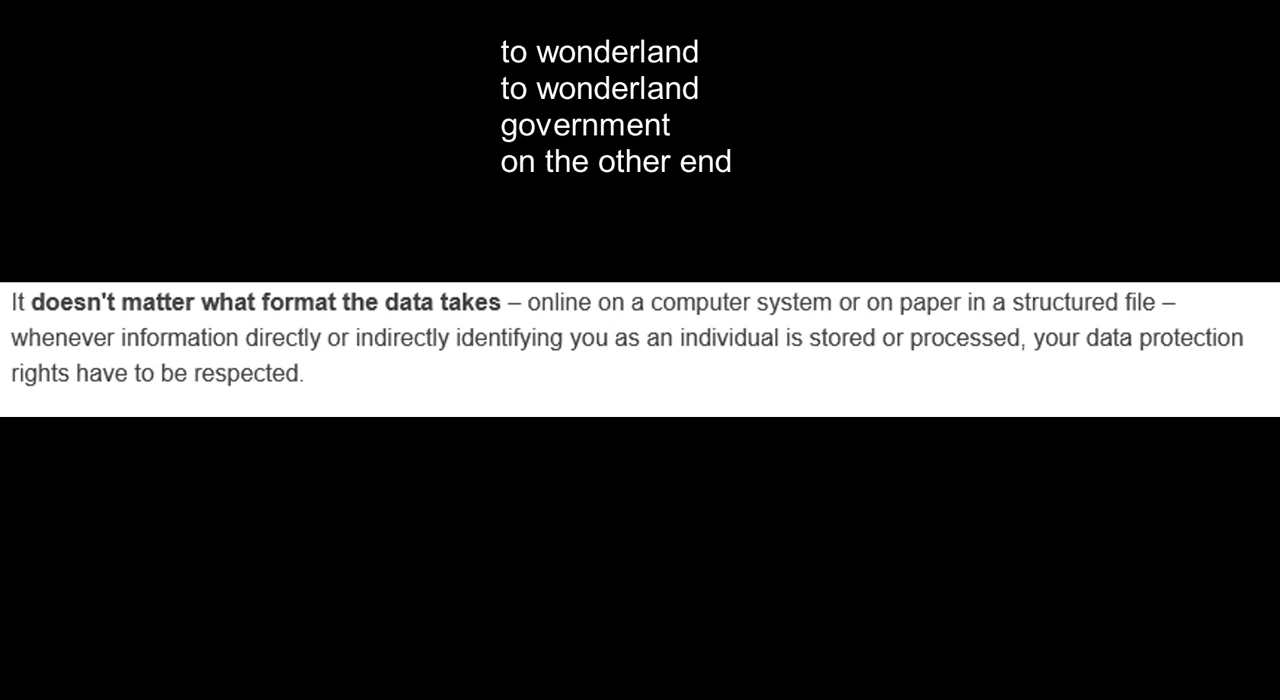 to wonderland
to wonderland
government
on the other end
It doesn't matter what format the data takes – online on a computer system or on paper in a structured file –
whenever information directly or indirectly identifying you as an individual is stored or processed, your data protection
rights have to be respected.